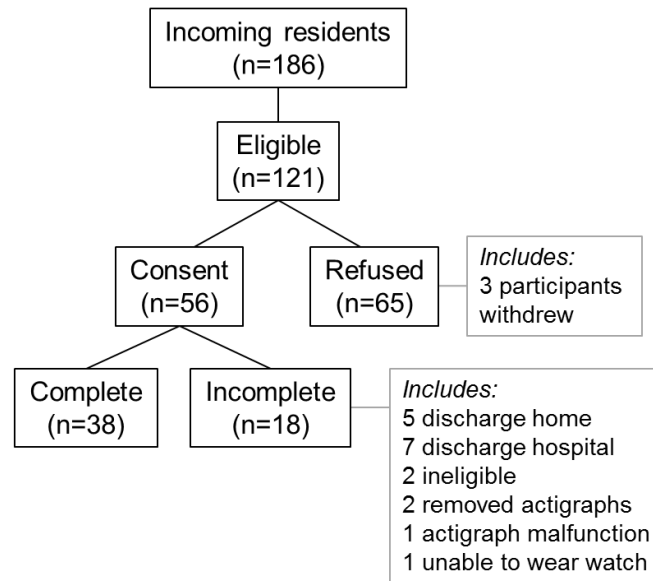 Incoming residents
(n=186)
Eligible
(n=121)
Consent
(n=56)
Refused
(n=65)
Includes:
3 participants
withdrew
Complete
(n=38)
Incomplete
(n=18)
Includes:
5 discharge home
7 discharge hospital
2 ineligible
2 removed actigraphs
1 actigraph malfunction
1 unable to wear watch